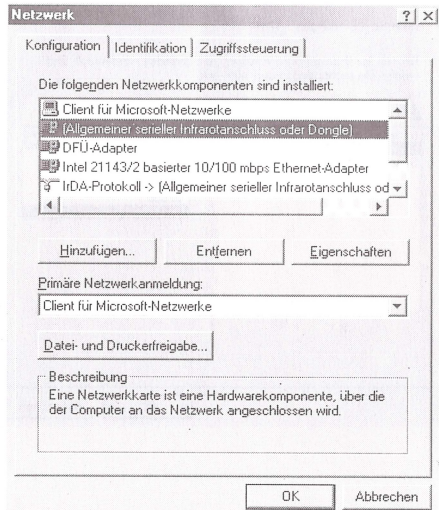 Netzwerk ? X
Konfiguration Identifikation Zugriffssteuerung
Die folgenden Netzwerkkomponenten sind installiert:
Client für Microsoft-Netzwerke
(Allgemeiner serieller Infrarotanschluss oder Dongle)
DFÜ-Adapter
Intel 21143/2 basierter 10/100 mbps Ethernet-Adapter
IrDA-Protokoll -> (Allgemeiner serieller Infrarotanschluss od
Hinzufügen... Entfernen Eigenschaften
Primäre Netzwerkanmeldung:
Client für Microsoft-Netzwerke
Datei- und Druckerfreigabe...
Beschreibung
Eine Netzwerkkarte ist eine Hardwarekomponente, über die
der Computer an das Netzwerk angeschlossen wird.
OK Abbrechen